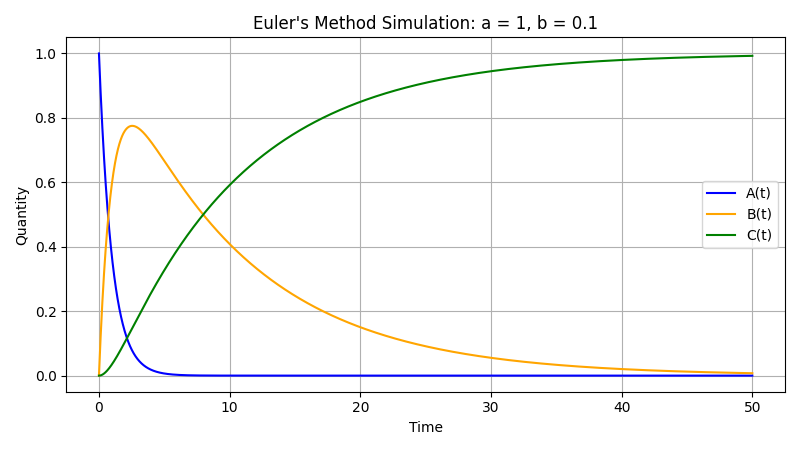 Euler's Method Simulation: a = 1, b = 0.1
1.0
0.8
0.6
0.4
0.2
0.0
Quantity
A(t)
B(t)
C(t)
0 10 20 30 40 50
Time